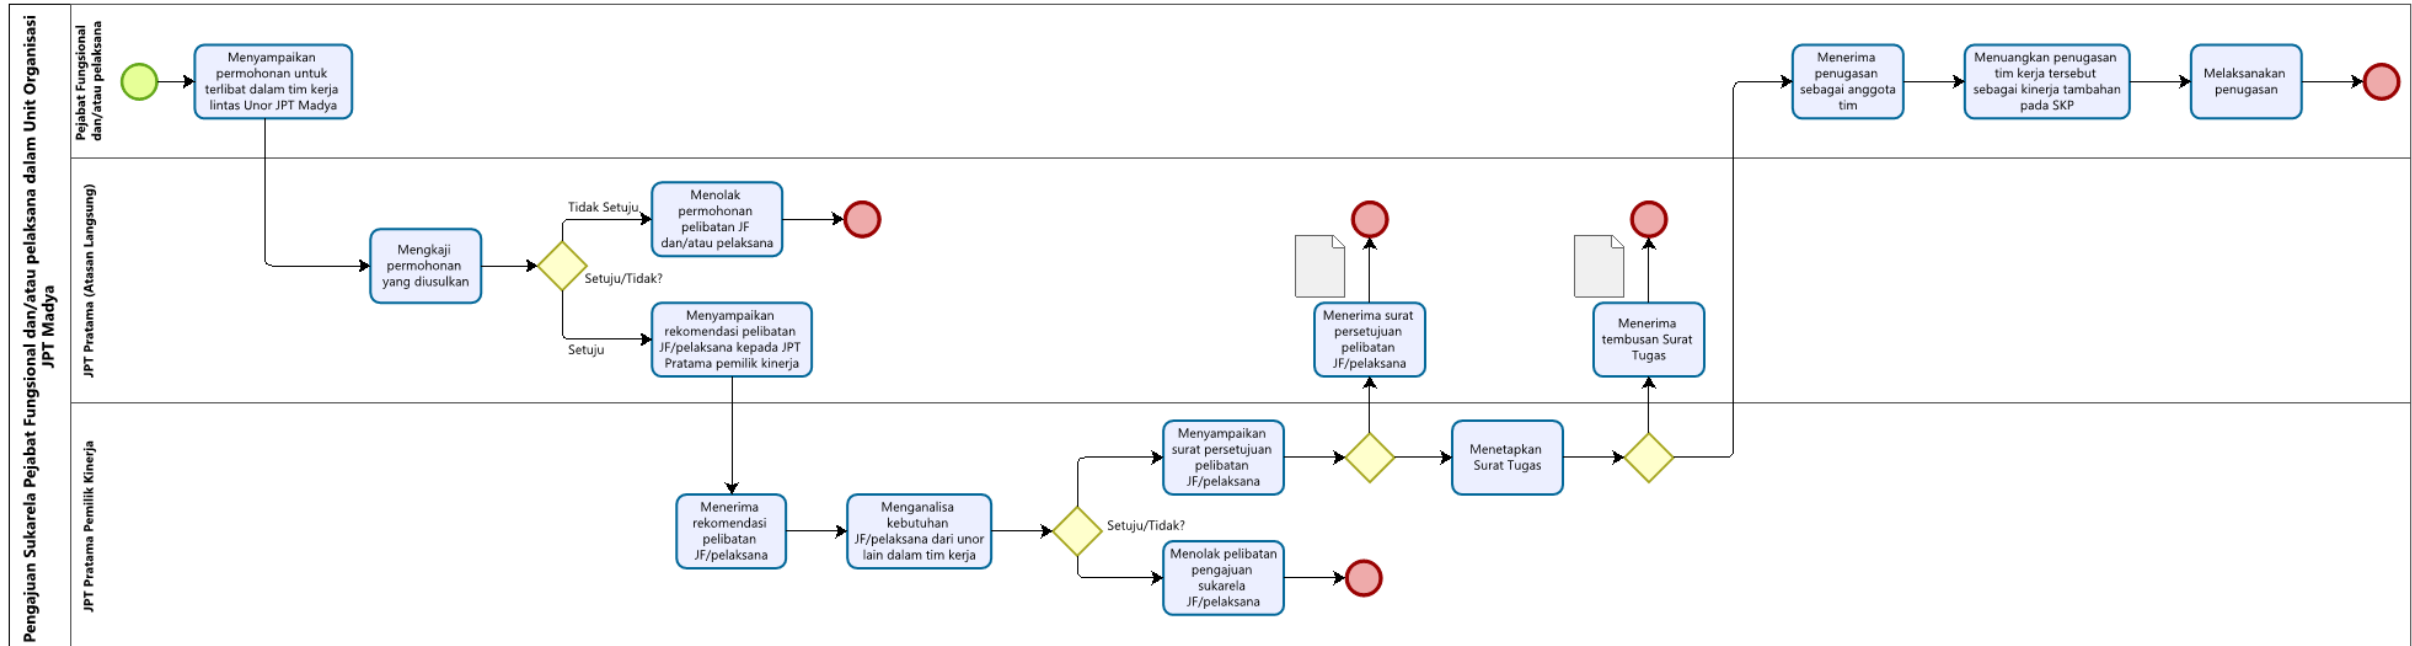 Pengajuan Sukarela Pejabat Fungsional dan/atau pelaksana dalam Unit Organisasi
JPT Madya
Pejabat Fungsional
dan/atau pelaksana
Menyampaikan
permohonan untuk
terlibat dalam tim kerja
lintas Unor JPT Madya
Menerima
penugasan
sebagai anggota
tim
Menuangkan penugasan
tim kerja tersebut
sebagai kinerja tambahan
pada SKP
Melaksanakan
penugasan
JPT Pratama (Atasan Langsung)
Mengkaji
permohonan
yang diusulkan
Setuju/Tidak?
Tidak Setuju
Menolak
permohonan
pelibatan JF
dan/atau pelaksana
Setuju
Menyampaikan
rekomendasi pelibatan
JF/pelaksana kepada JPT
Pratama pemilik kinerja
Menerima surat
persetujuan
pelibatan
JF/pelaksana
Menerima
tembusan Surat
Tugas
JPT Pratama Pemilik Kinerja
Menerima
rekomendasi
pelibatan
JF/pelaksana
Menganalisa
kebutuhan
JF/pelaksana dari unor
lain dalam tim kerja
Setuju/Tidak?
Menyampaikan
surat persetujuan
pelibatan
JF/pelaksana
Menolak pelibatan
pengajuan
sukarela
JF/pelaksana
Menetapkan
Surat Tugas